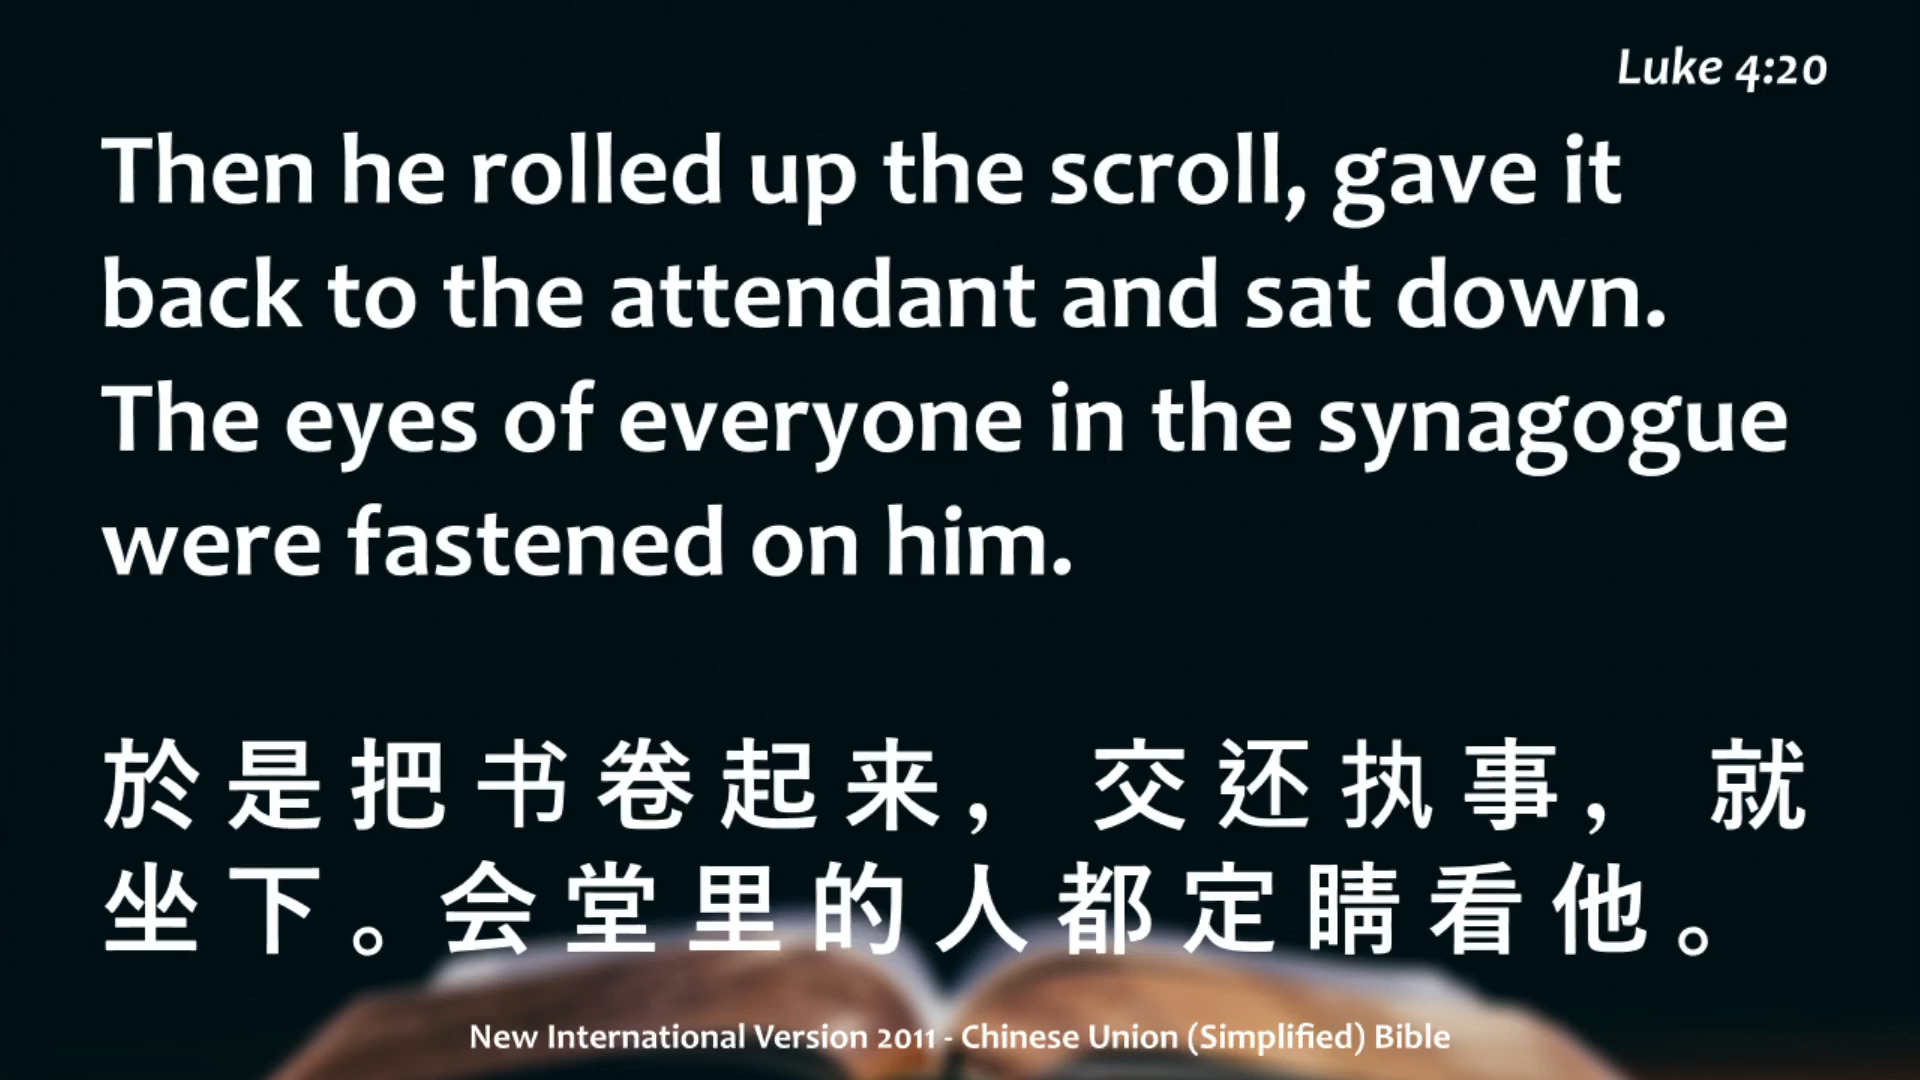 Luke 4:20
Then he rolled up the scroll, gave it
back to the attendant and sat down.
The eyes of everyone in the synagogue
were fastened on him.
於是把书卷起来，交还执事，就
坐下。会堂里的人都定睛看他。
New International Version 2011 - Chinese Union (Simplified) Bible